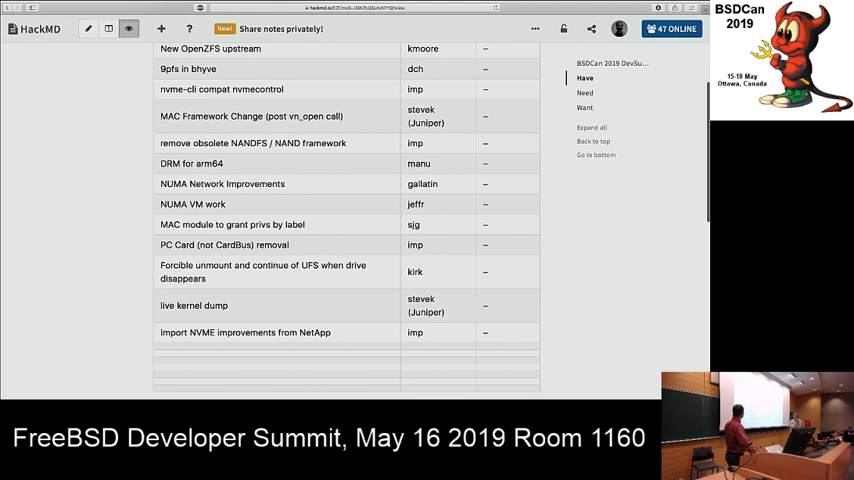 hackmd.io
HackMD
New! Share notes privately!
47 ONLINE
New OpenZFS upstream kmoore –
9pfs in bhyve dch –
nvme-cli compat nvmecontrol imp –
MAC Framework Change (post vn_open call) stevek (Juniper) –
remove obsolete NANDFS / NAND framework imp –
DRM for arm64 manu –
NUMA Network Improvements gallatin –
NUMA VM work jeffr –
MAC module to grant privs by label sjg –
PC Card (not CardBus) removal imp –
Forcible unmount and continue of UFS when drive
disappears kirk –
live kernel dump stevek (Juniper) –
Import NVME improvements from NetApp imp –
BSDCan 2019 DevSu...
Have
Need
Want
Expand all
Back to top
Go to bottom
BSDCan
2019
15-18 May
Ottawa, Canada
FreeBSD Developer Summit, May 16 2019 Room 1160